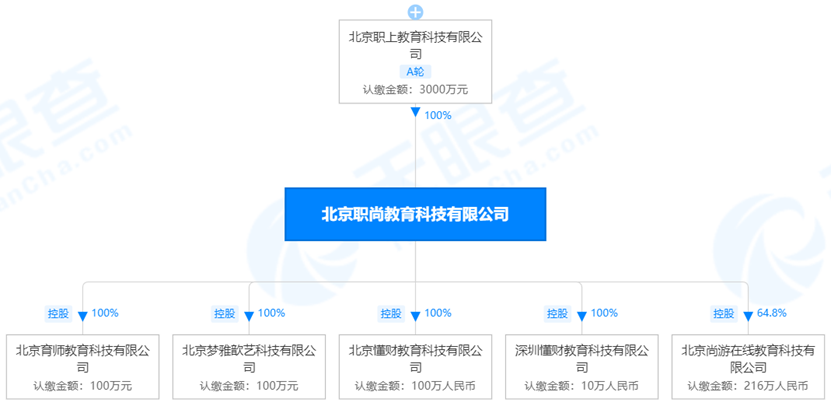 北京职上教育科技有限公
司
A轮
认缴金额：3000万元
100%
北京职尚教育科技有限公司
控股 100%
控股 100%
控股 100%
控股 100%
控股 64.8%
北京育师教育科技有限公
司
认缴金额：100万元
北京梦雅歆艺科技有限公
司
认缴金额：100万元
北京懂财教育科技有限公
司
认缴金额：100万人民币
深圳懂财教育科技有限公
司
认缴金额：10万人民币
北京尚游在线教育科技有
限公司
认缴金额：216万人民币
天眼查